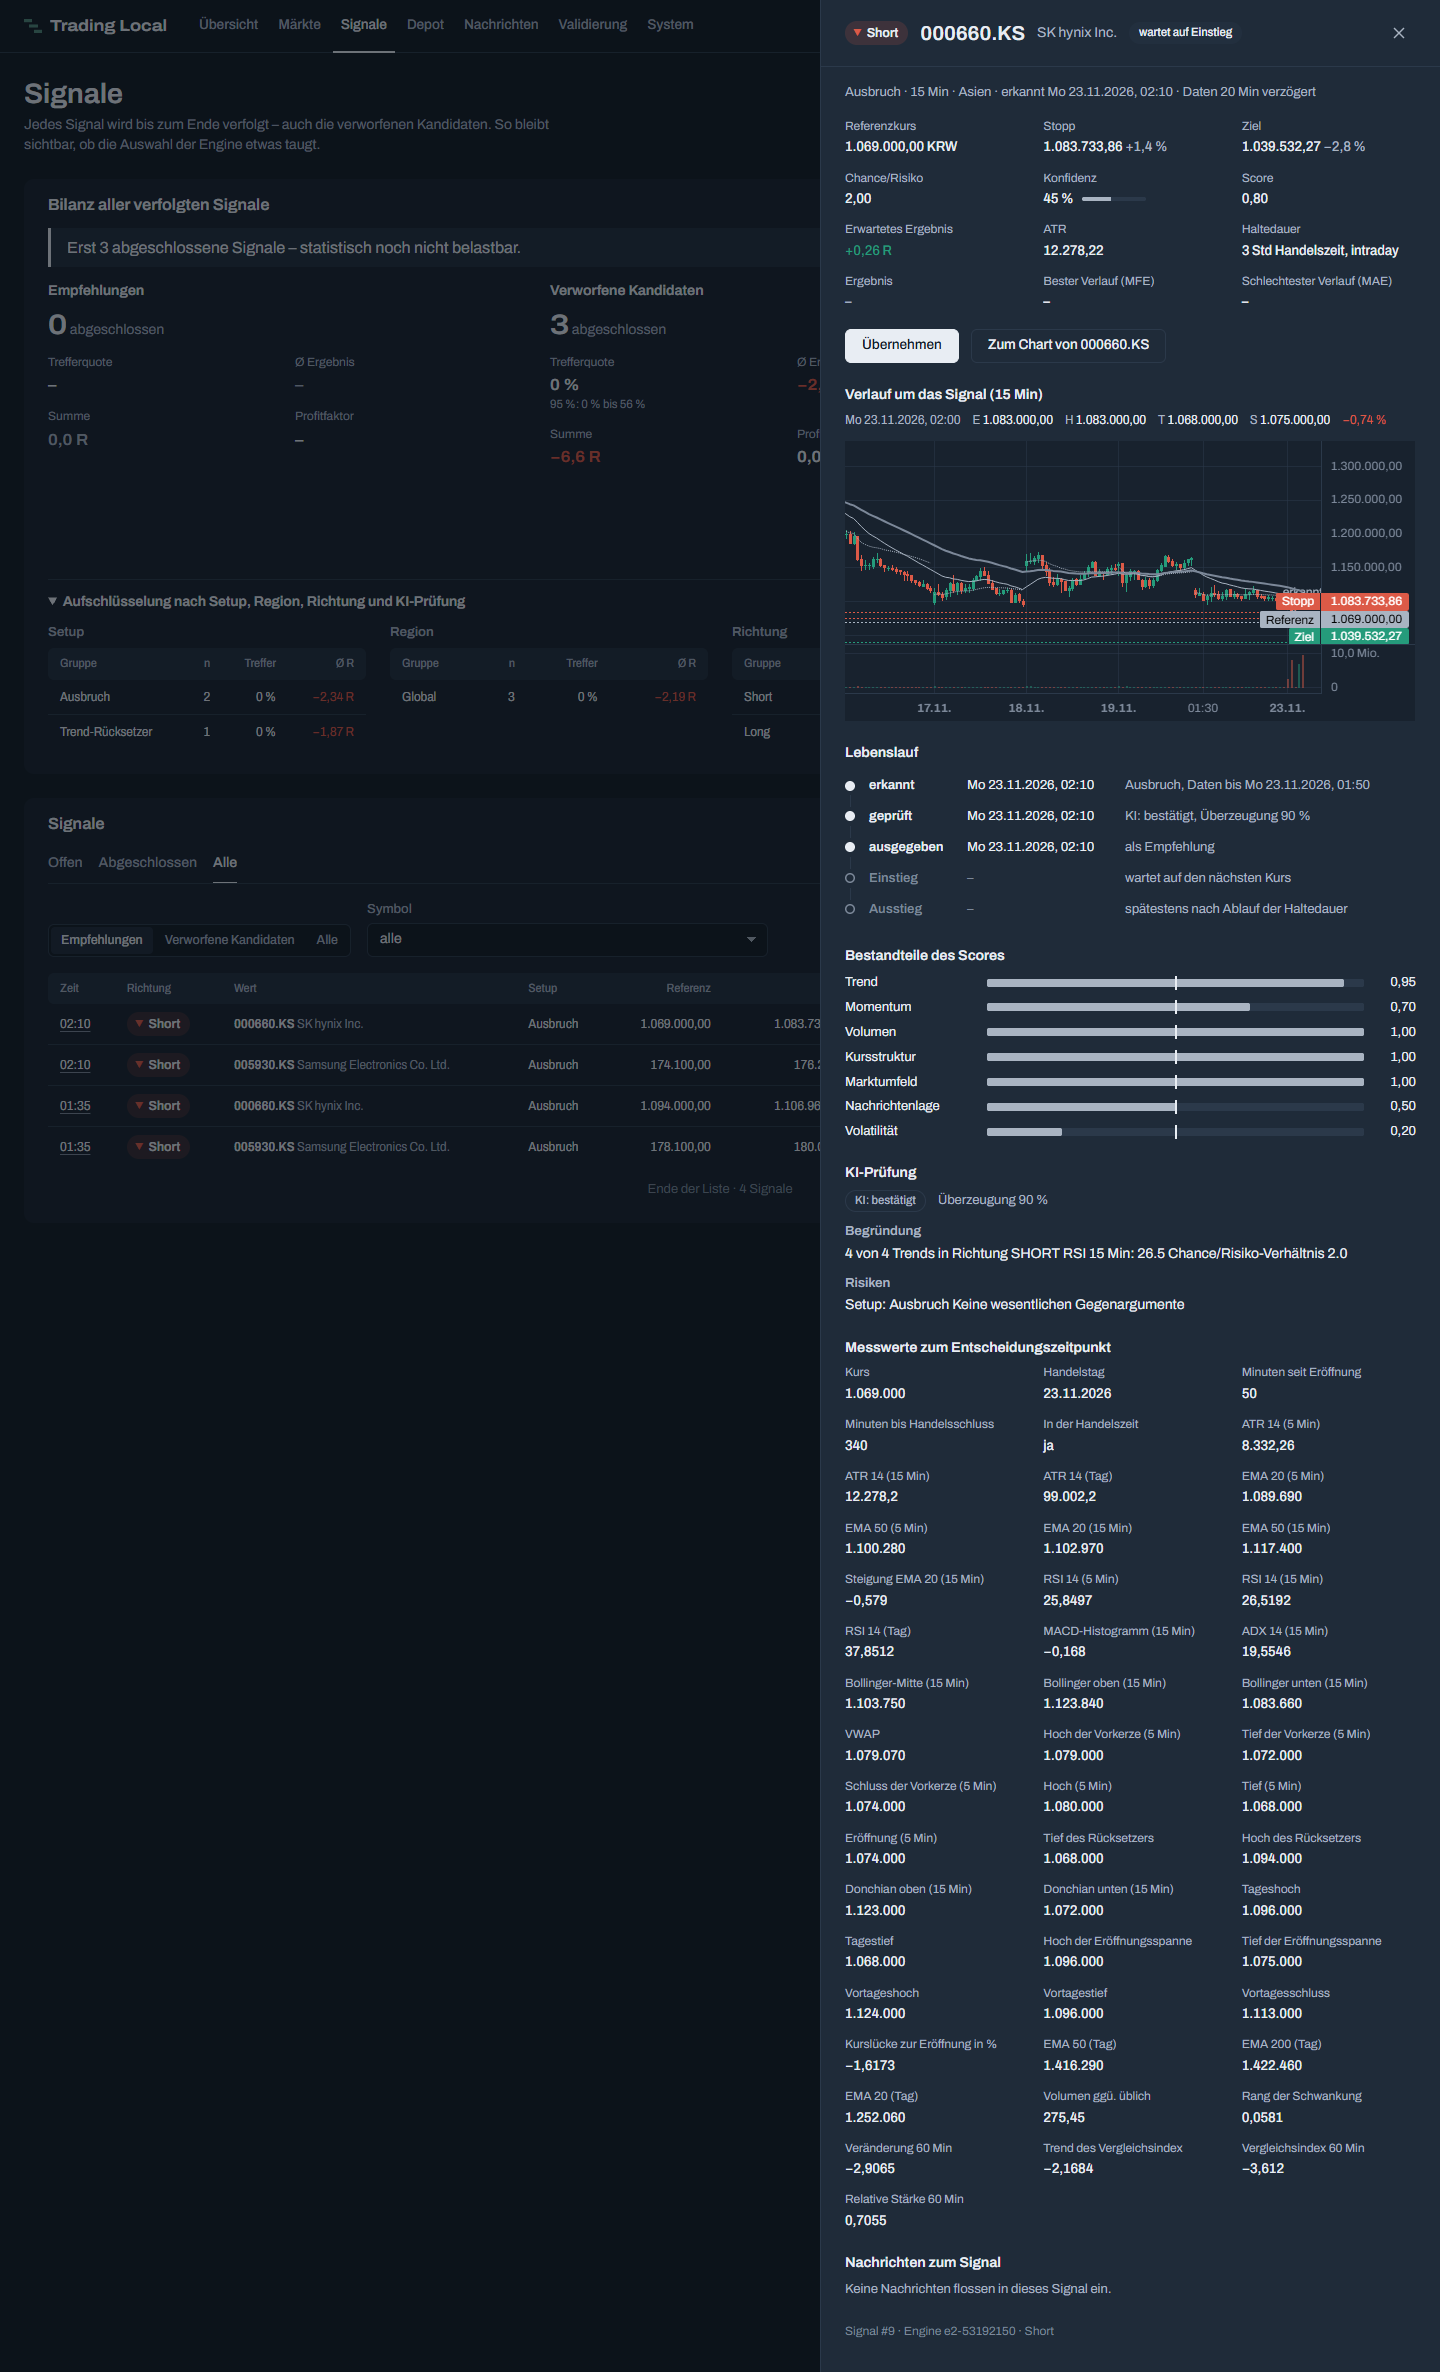 Trading Local
Übersicht Märkte Signale Depot Nachrichten Validierung System
Signale
Jedes Signal wird bis zum Ende verfolgt – auch die verworfenen Kandidaten. So bleibt
sichtbar, ob die Auswahl der Engine etwas taugt.
Bilanz aller verfolgten Signale
Erst 3 abgeschlossene Signale – statistisch noch nicht belastbar.
Empfehlungen
0 abgeschlossen
Trefferquote Ø Ergebnis
– –
Summe Profitfaktor
0,0 R –
Verworfene Kandidaten
3 abgeschlossen
Trefferquote
0 %
95 %: 0 % bis 56 %
Summe
−6,6 R
Aufschlüsselung nach Setup, Region, Richtung und KI-Prüfung
Setup
Gruppe n Treffer Ø R
Ausbruch 2 0 % −2,34 R
Trend-Rücksetzer 1 0 % −1,87 R
Region
Gruppe n Treffer Ø R
Global 3 0 % −2,19 R
Richtung
Gruppe
Short
Long
Signale
Offen Abgeschlossen Alle
Symbol
Empfehlungen Verworfene Kandidaten Alle
alle
Zeit Richtung Wert Setup Referenz
02:10 Short 000660.KS SK hynix Inc. Ausbruch 1.069.000,00 1.083.73
02:10 Short 005930.KS Samsung Electronics Co. Ltd. Ausbruch 174.100,00 176.2
01:35 Short 000660.KS SK hynix Inc. Ausbruch 1.094.000,00 1.106.96
01:35 Short 005930.KS Samsung Electronics Co. Ltd. Ausbruch 178.100,00 180.0
Ende der Liste · 4 Signale
Short 000660.KS SK hynix Inc. wartet auf Einstieg
Ausbruch · 15 Min · Asien · erkannt Mo 23.11.2026, 02:10 · Daten 20 Min verzögert
Referenzkurs Stopp Ziel
1.069.000,00 KRW 1.083.733,86 +1,4 % 1.039.532,27 −2,8 %
Chance/Risiko Konfidenz Score
2,00 45 % 0,80
Erwartetes Ergebnis ATR Haltedauer
+0,26 R 12.278,22 3 Std Handelszeit, intraday
Ergebnis Bester Verlauf (MFE) Schlechtester Verlauf (MAE)
– – –
Übernehmen Zum Chart von 000660.KS
Verlauf um das Signal (15 Min)
Mo 23.11.2026, 02:00 E 1.083.000,00 H 1.083.000,00 T 1.068.000,00 S 1.075.000,00 −0,74 %
1.300.000,00
1.250.000,00
1.200.000,00
1.150.000,00
erkannt
Stopp 1.083.733,86
Referenz 1.069.000,00
Ziel 1.039.532,27
10,0 Mio.
0
17.11. 18.11. 19.11. 01:30 23.11.
Lebenslauf
erkannt Mo 23.11.2026, 02:10 Ausbruch, Daten bis Mo 23.11.2026, 01:50
geprüft Mo 23.11.2026, 02:10 KI: bestätigt, Überzeugung 90 %
ausgegeben Mo 23.11.2026, 02:10 als Empfehlung
Einstieg – wartet auf den nächsten Kurs
Ausstieg – spätestens nach Ablauf der Haltedauer
Bestandteile des Scores
Trend 0,95
Momentum 0,70
Volumen 1,00
Kursstruktur 1,00
Marktumfeld 1,00
Nachrichtenlage 0,50
Volatilität 0,20
KI-Prüfung
KI: bestätigt Überzeugung 90 %
Begründung
4 von 4 Trends in Richtung SHORT RSI 15 Min: 26.5 Chance/Risiko-Verhältnis 2.0
Risiken
Setup: Ausbruch Keine wesentlichen Gegenargumente
Messwerte zum Entscheidungszeitpunkt
Kurs Handelstag Minuten seit Eröffnung
1.069.000 23.11.2026 50
Minuten bis Handelsschluss In der Handelszeit ATR 14 (5 Min)
340 ja 8.332,26
ATR 14 (15 Min) ATR 14 (Tag) EMA 20 (5 Min)
12.278,2 99.002,2 1.089.690
EMA 50 (5 Min) EMA 20 (15 Min) EMA 50 (15 Min)
1.100.280 1.102.970 1.117.400
Steigung EMA 20 (15 Min) RSI 14 (5 Min) RSI 14 (15 Min)
−0,579 25,8497 26,5192
RSI 14 (Tag) MACD-Histogramm (15 Min) ADX 14 (15 Min)
37,8512 −0,168 19,5546
Bollinger-Mitte (15 Min) Bollinger oben (15 Min) Bollinger unten (15 Min)
1.103.750 1.123.840 1.083.660
VWAP Hoch der Vorkerze (5 Min) Tief der Vorkerze (5 Min)
1.079.070 1.079.000 1.072.000
Schluss der Vorkerze (5 Min) Hoch (5 Min) Tief (5 Min)
1.074.000 1.080.000 1.068.000
Eröffnung (5 Min) Tief des Rücksetzers Hoch des Rücksetzers
1.074.000 1.068.000 1.094.000
Donchian oben (15 Min) Donchian unten (15 Min) Tageshoch
1.123.000 1.072.000 1.096.000
Tagestief Hoch der Eröffnungsspanne Tief der Eröffnungsspanne
1.068.000 1.096.000 1.075.000
Vortageshoch Vortagestief Vortagesschluss
1.124.000 1.096.000 1.113.000
Kurslücke zur Eröffnung in % EMA 50 (Tag) EMA 200 (Tag)
−1,6173 1.416.290 1.422.460
EMA 20 (Tag) Volumen ggü. üblich Rang der Schwankung
1.252.060 275,45 0,0581
Veränderung 60 Min Trend des Vergleichsindex Vergleichsindex 60 Min
−2,9065 −2,1684 −3,612
Relative Stärke 60 Min
0,7055
Nachrichten zum Signal
Keine Nachrichten flossen in dieses Signal ein.
Signal #9 · Engine e2-53192150 · Short